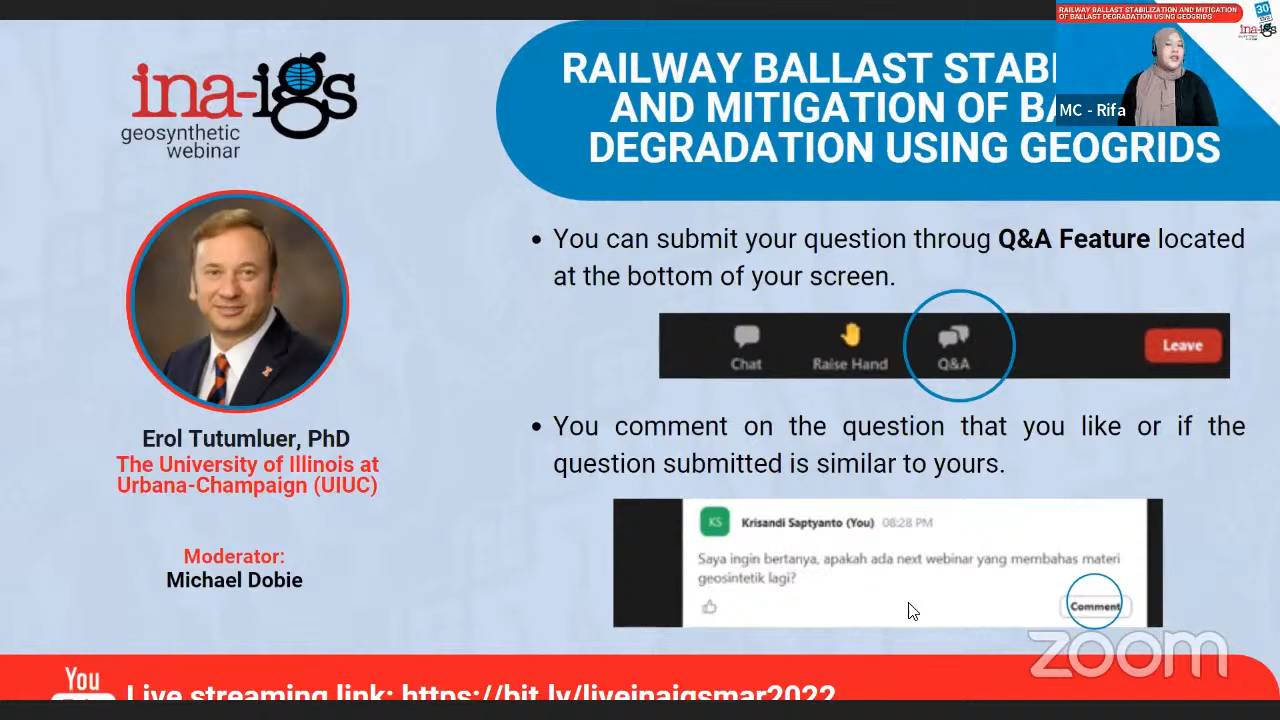 RAILWAY BALLAST STABILIZATION AND MITIGATION
OF BALLAST DEGRADATION USING GEOGRIDS
30
ina-igs
MC - Rifa
ina-igs
geosynthetic
webinar
RAILWAY BALLAST STABI
AND MITIGATION OF BA
DEGRADATION USING GEOGRIDS
Erol Tutumluer, PhD
The University of Illinois at
Urbana-Champaign (UIUC)
Moderator:
Michael Dobie
• You can submit your question throug Q&A Feature located
at the bottom of your screen.
Chat
Raise Hand
Q&A
Leave
• You comment on the question that you like or if the
question submitted is similar to yours.
KS
Krisandi Saptyanto (You) 08:28 PM
Saya ingin bertanya, apakah ada next webinar yang membahas materi
geosintetik lagi?
Comment
zoom
You
Live streaming link: https://bit.ly/liveinaigsmar2022